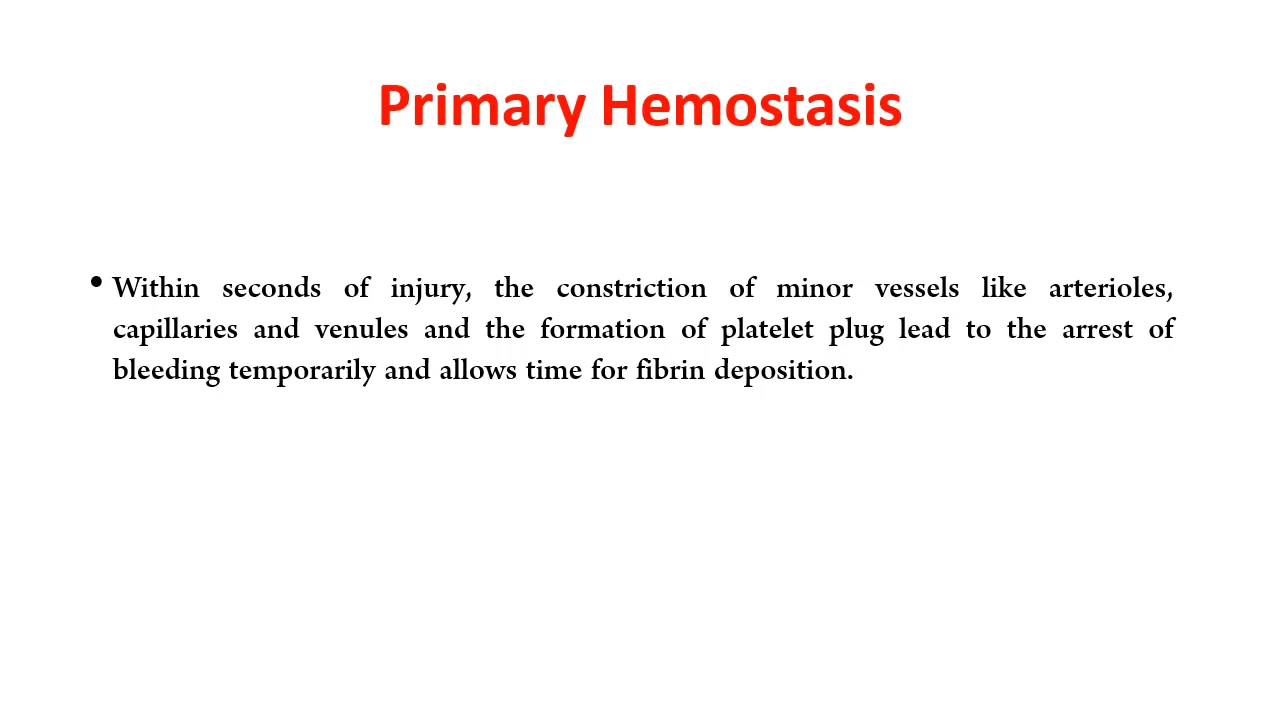 Primary Hemostasis
• Within seconds of injury, the constriction of minor vessels like arterioles,
capillaries and venules and the formation of platelet plug lead to the arrest of
bleeding temporarily and allows time for fibrin deposition.